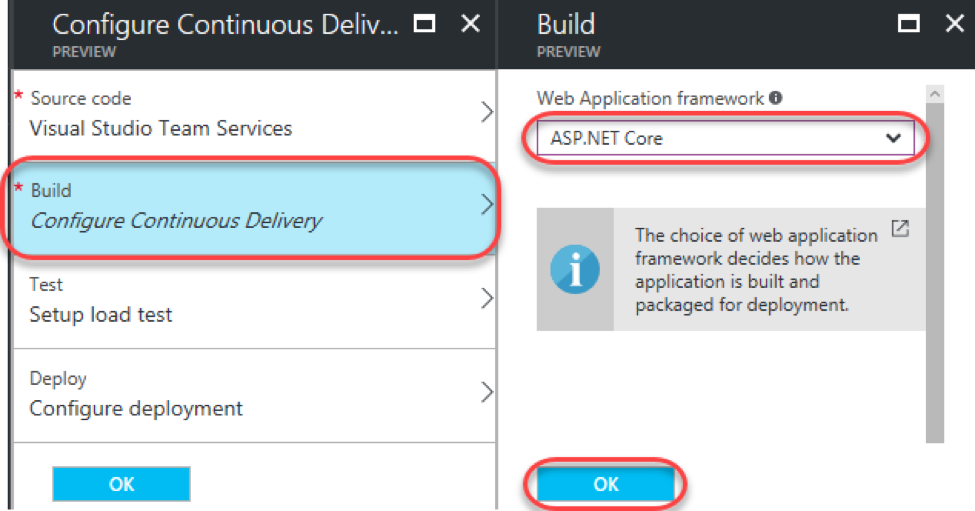 Configure Continuous Deliv...
PREVIEW
* Source code
Visual Studio Team Services
* Build
Configure Continuous Delivery
Test
Setup load test
Deploy
Configure deployment
OK
Build
PREVIEW
Web Application framework
ASP.NET Core
The choice of web application
framework decides how the
application is built and
packaged for deployment.
OK